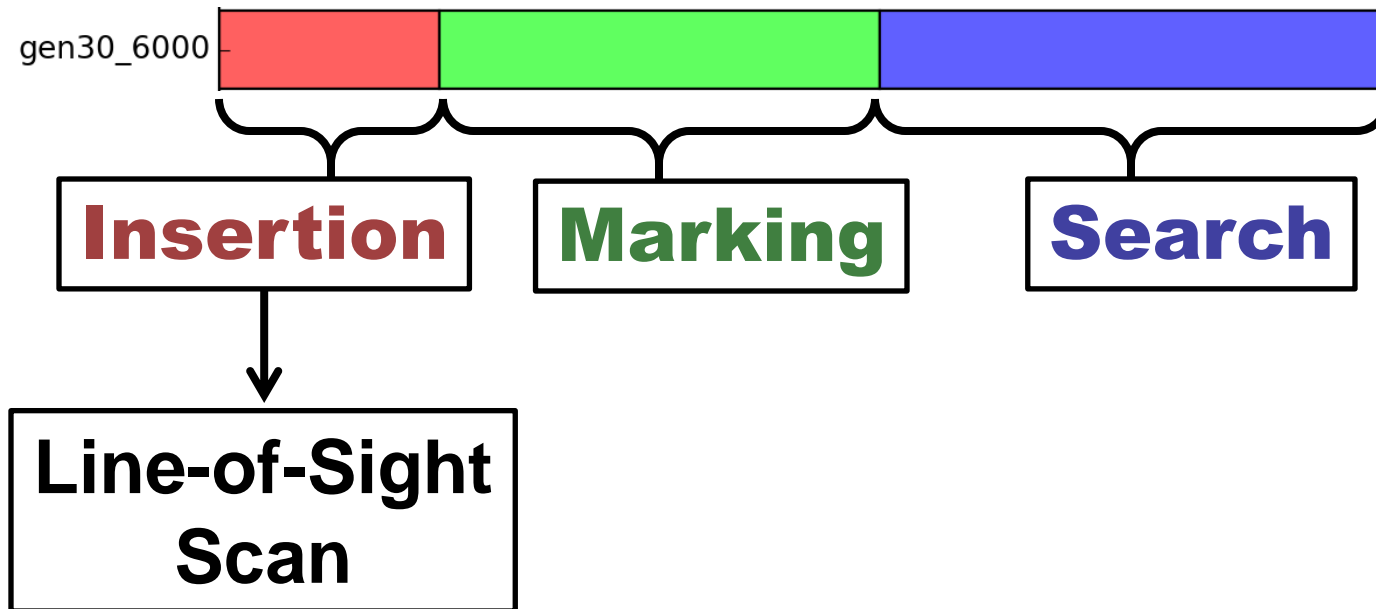 gen30_6000
Insertion
Marking
Search
Line-of-Sight
Scan